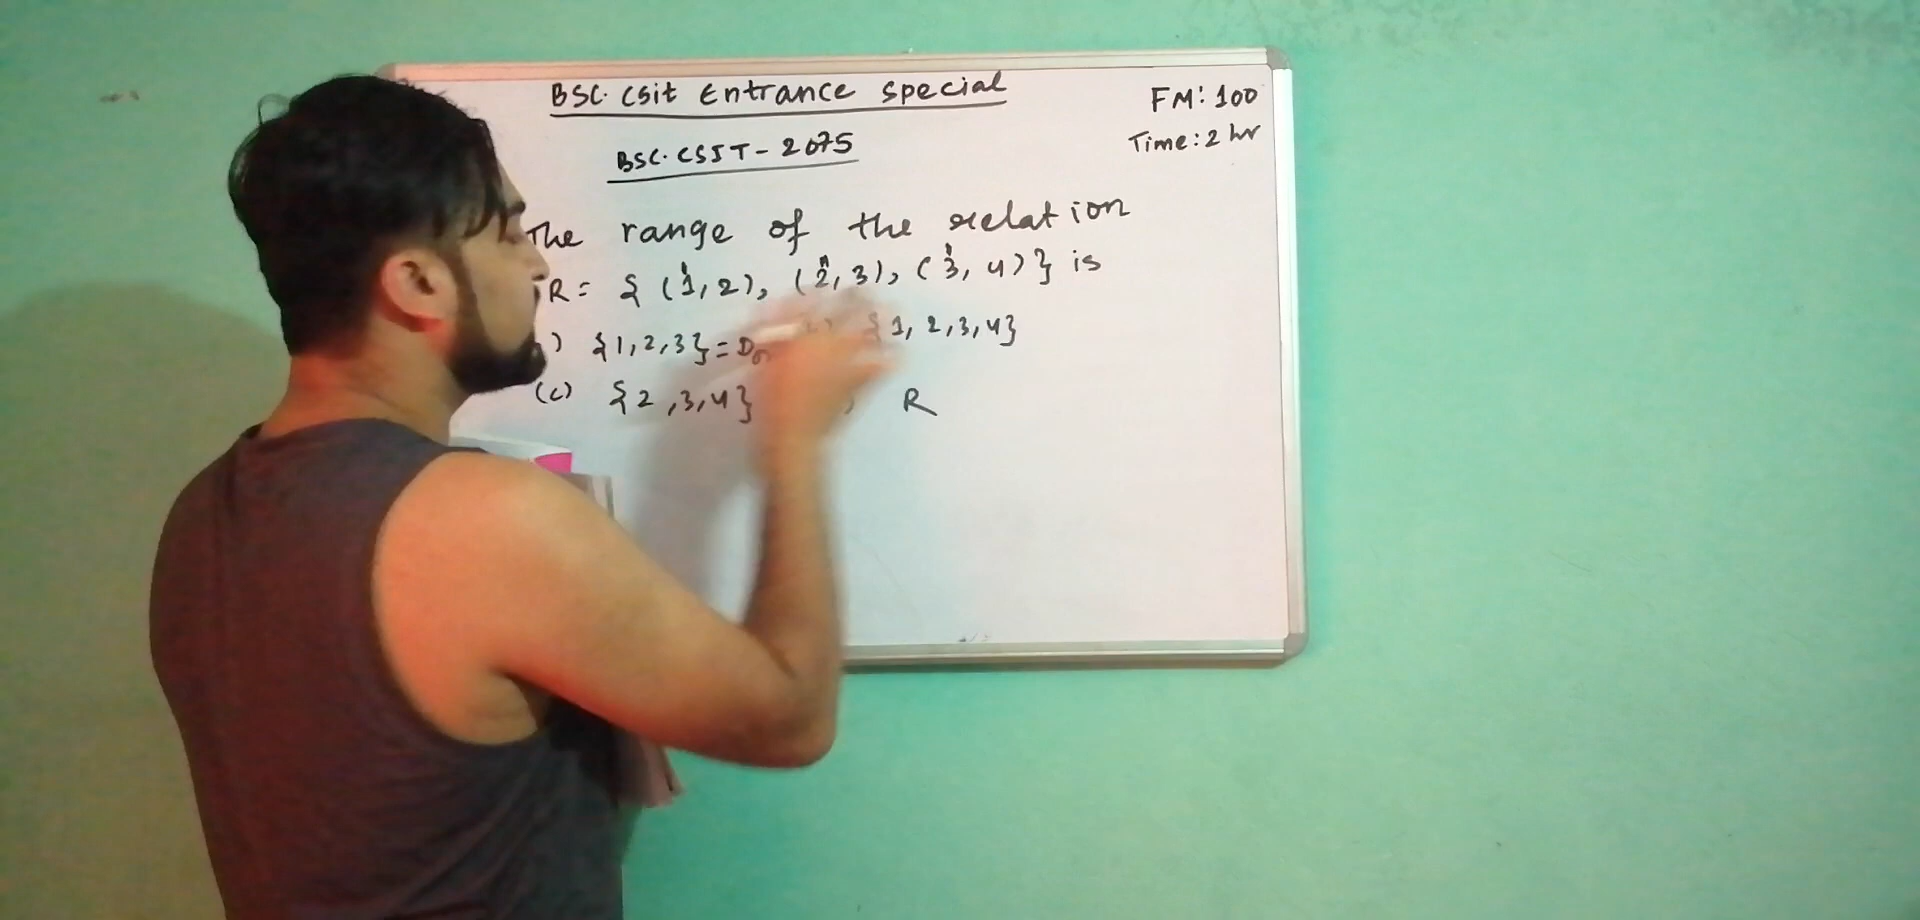 BSC. CSit Entrance special
FM: 100
Time: 2 hr
BSC. CSIT - 2075
The range of the relation
R = { (1, 2), (2, 3), (3, 4) } is
) {1, 2, 3} = Do
{1, 2, 3, 4}
(c) {2, 3, 4}
R